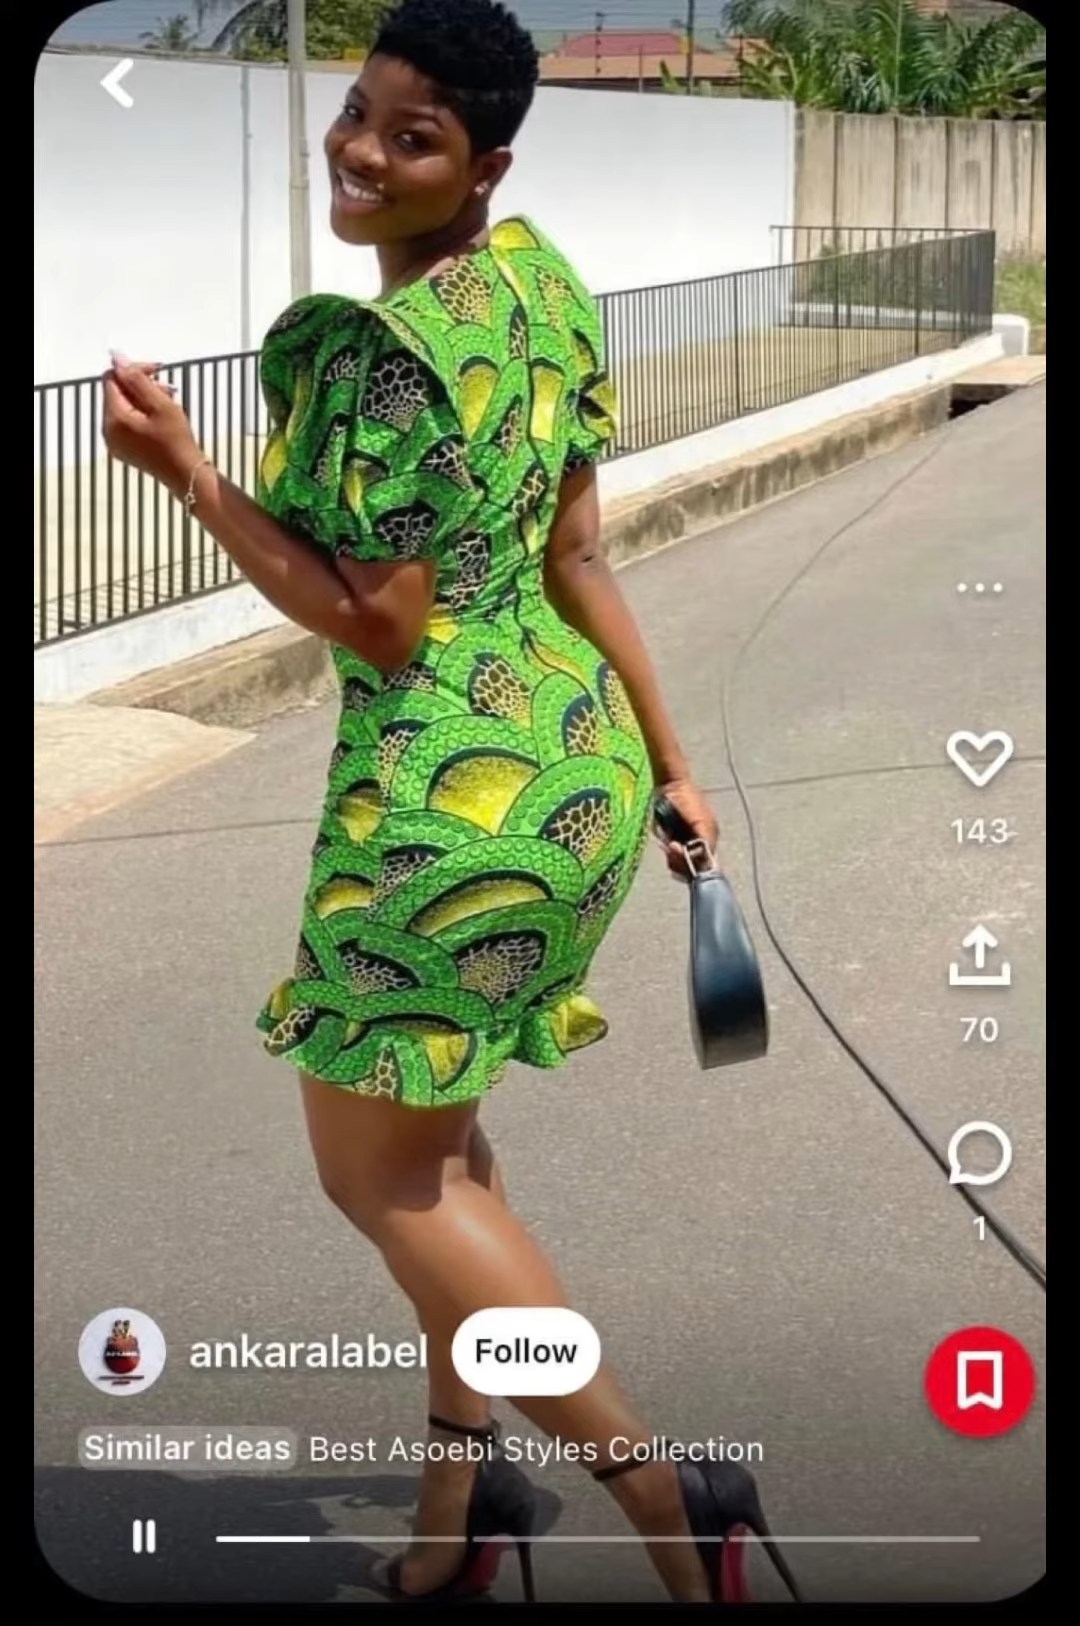 143
70
1
ankaralabel
Follow
Similar ideas Best Asoebi Styles Collection